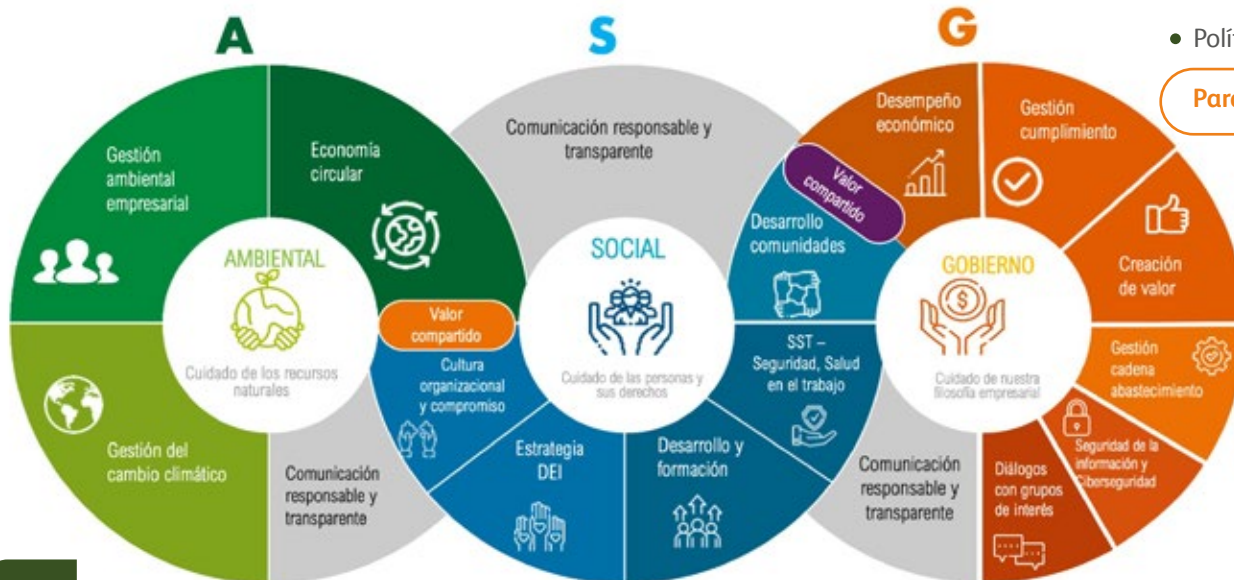 A
S
G
• Polí
Para
Gestión
ambiental
empresarial
Economía
circular
AMBIENTAL
Cuidado de los recursos
naturales
Gestión del
cambio climático
Comunicación
responsable y
transparente
Valor
compartido
Comunicación responsable y
transparente
SOCIAL
Cuidado de las personas y
sus derechos
Cultura
organizacional
y compromiso
Estrategia
DEI
Desarrollo y
formación
SST –
Seguridad, Salud
en el trabajo
Desarrollo
comunidades
Valor
compartido
Desempeño
económico
Gestión
cumplimiento
Creación
de valor
GOBIERNO
Cuidado de nuestra
filosofía empresarial
Gestión
cadena
abastecimiento
Seguridad de la
información y
Ciberseguridad
Diálogos
con grupos
de interés
Comunicación
responsable y
transparente